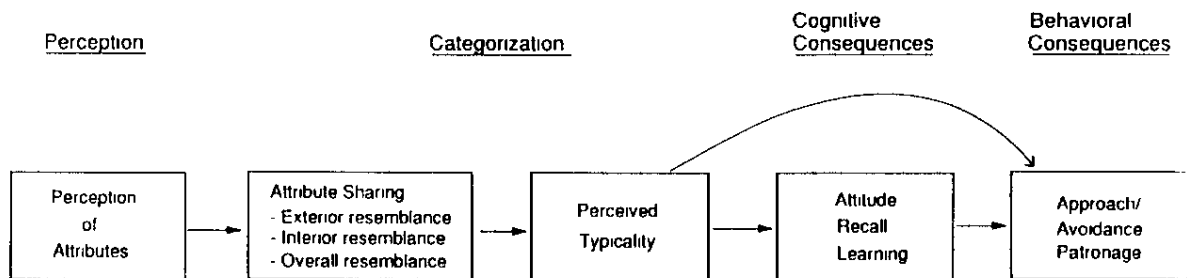 Perception
Categorization
Cognitive
Consequences
Behavioral
Consequences
Perception
of
Attributes
Attribute Sharing
- Exterior resemblance
- Interior resemblance
- Overall resemblance
Perceived
Typicality
Attitude
Recall
Learning
Approach/
Avoidance
Patronage